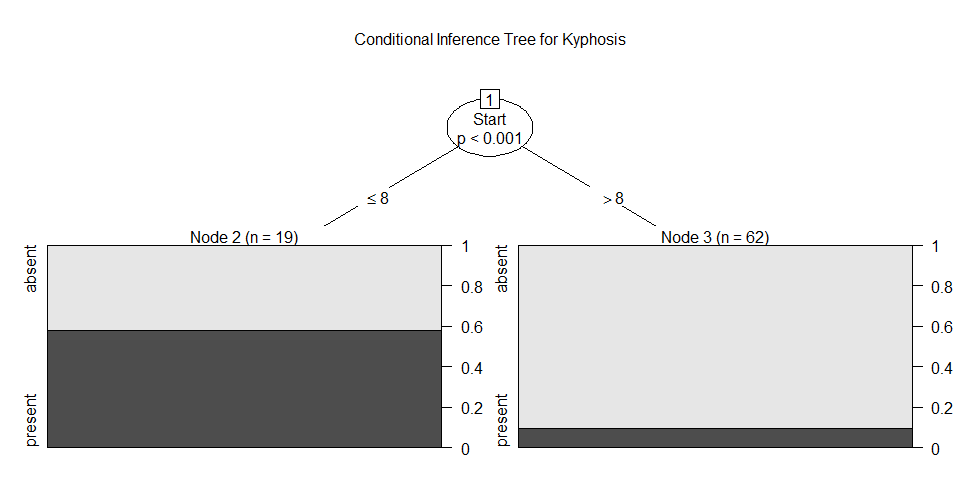 Conditional Inference Tree for Kyphosis
1
Start
p < 0.001
≤ 8
> 8
Node 2 (n = 19)
absent
present
1
0.8
0.6
0.4
0.2
0
Node 3 (n = 62)
absent
present
1
0.8
0.6
0.4
0.2
0